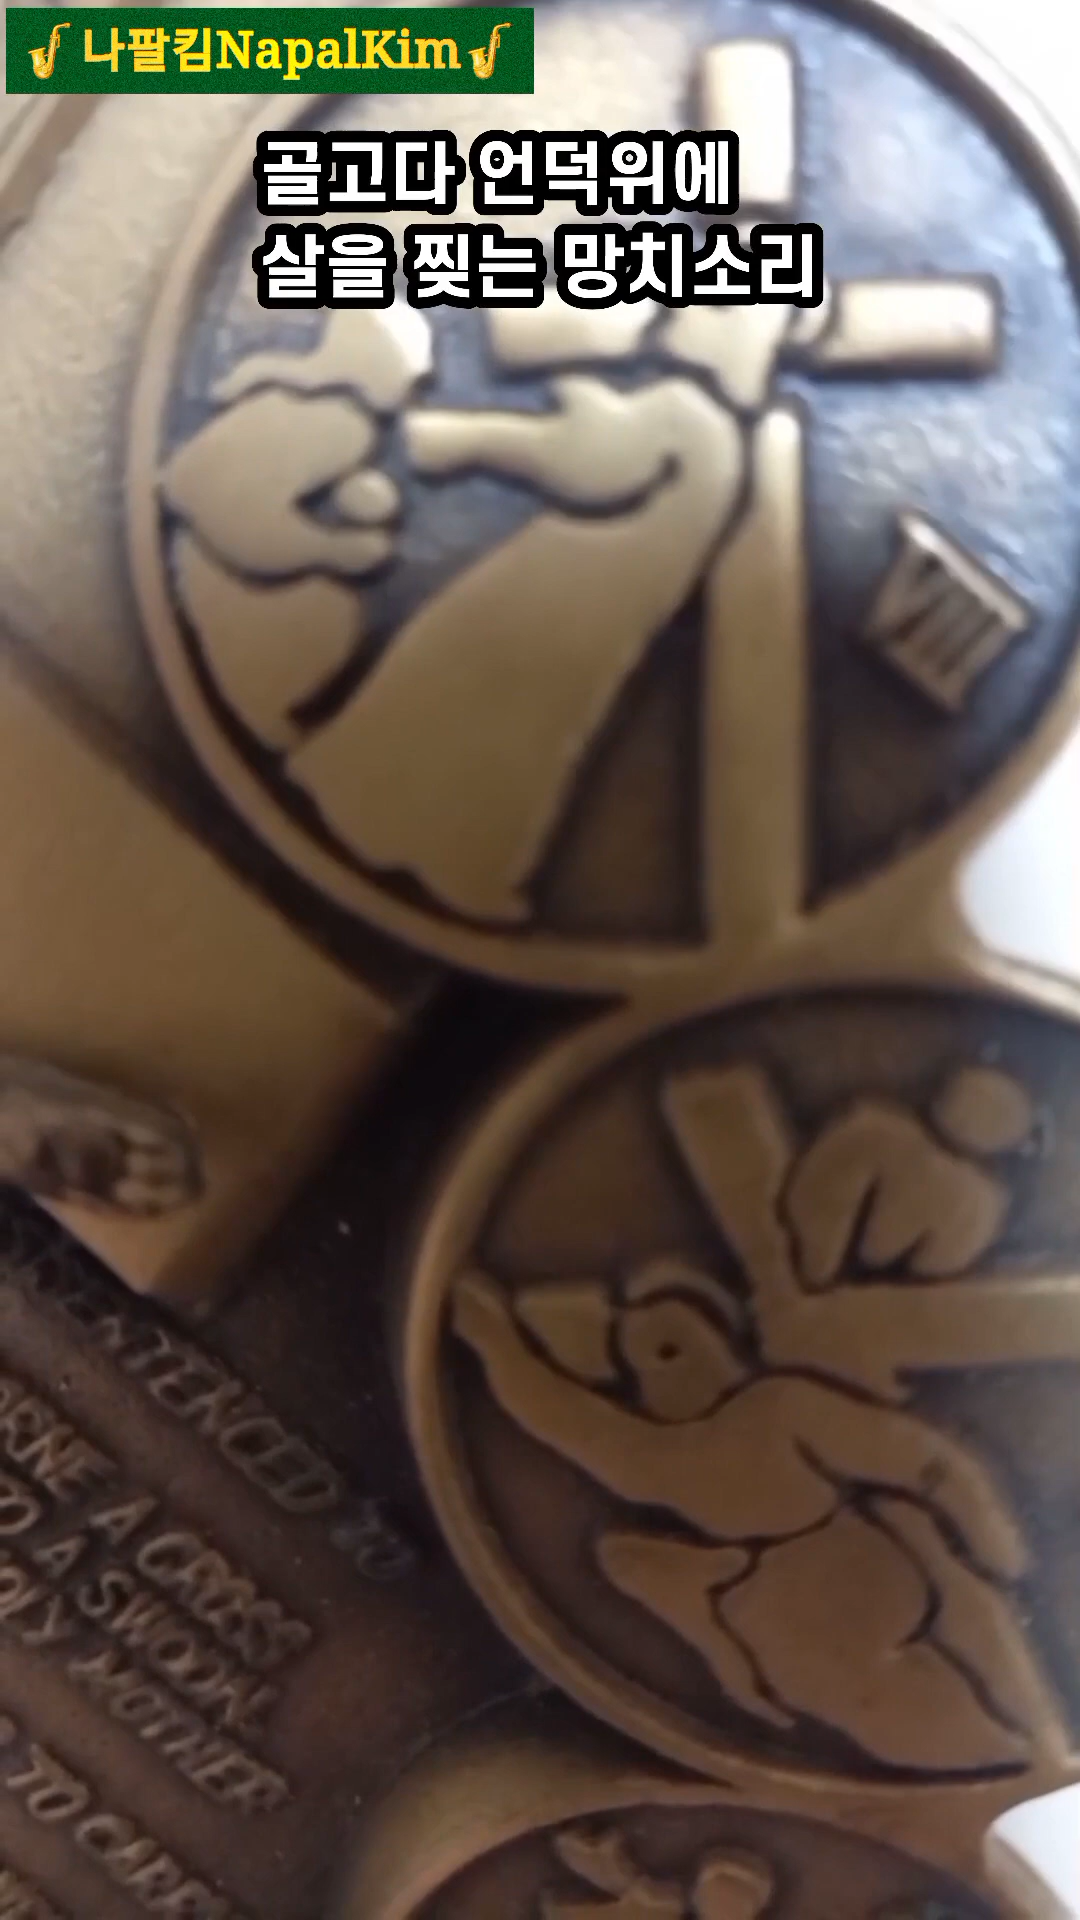 나팔킴NapalKim
골고다 언덕위에
살을 찢는 망치소리
VIII
SENTENCED TO
A CROSS
TO A SWOON
HOLY MOTHER
TO CARRY